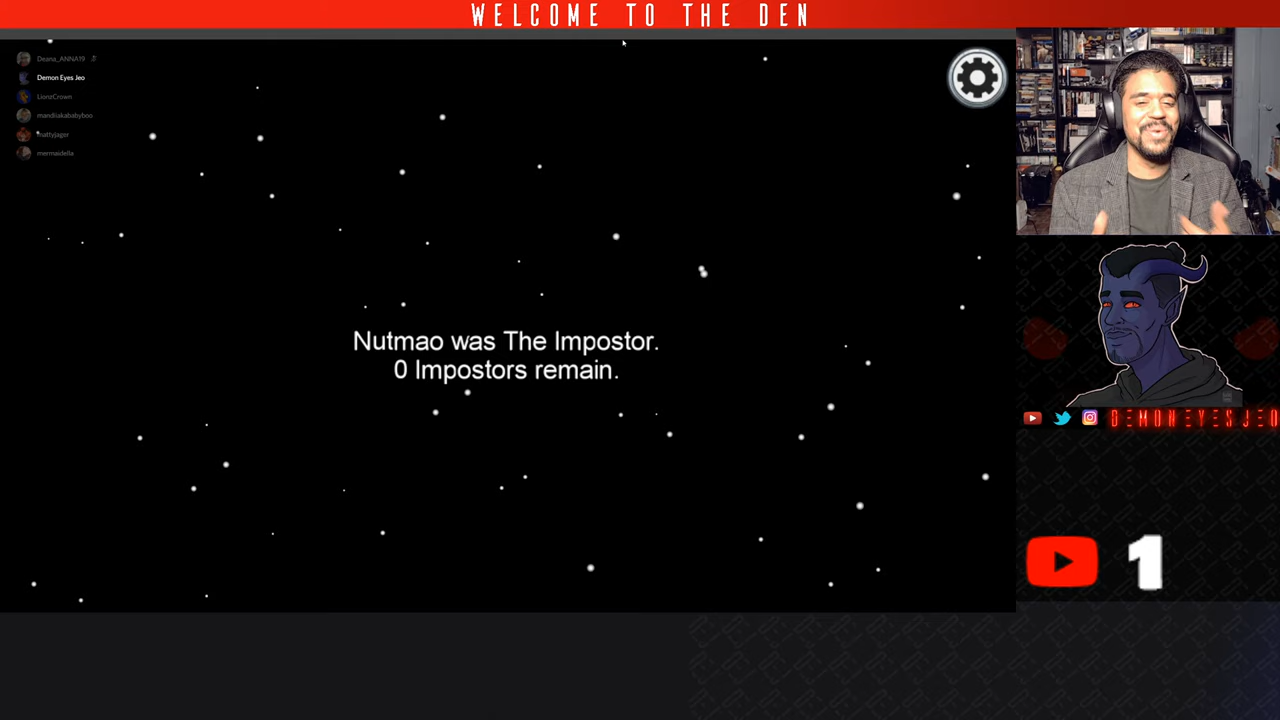 WELCOME TO THE DEN
Deana_ANNA19
Demon Eyes Jeo
LionzCrown
mandiiakababyboo
mattyjager
mermaidella
Nutmao was The Impostor.
0 Impostors remain.
DEMONEYESJEO
1